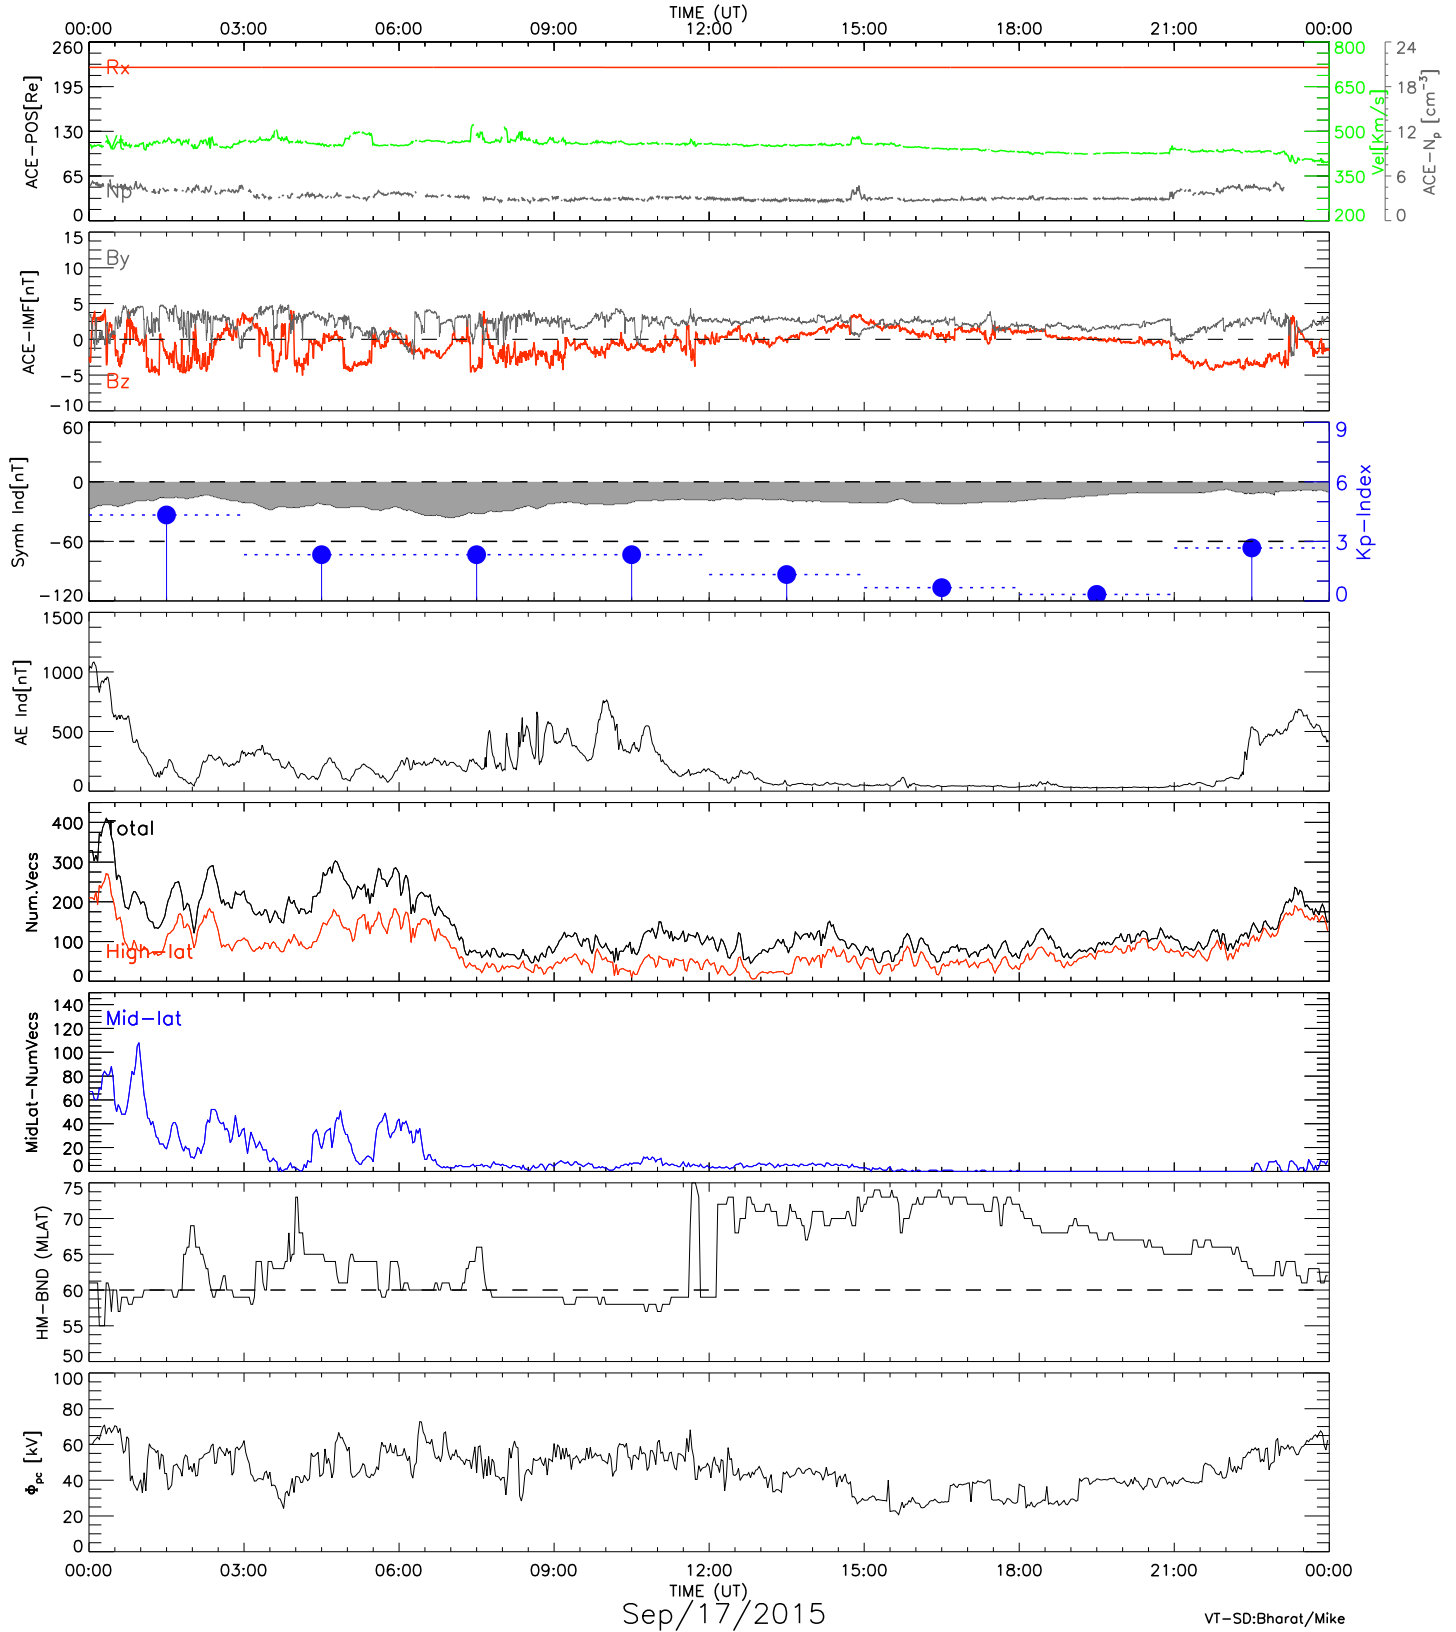 TIME (UT)
00:00 03:00 06:00 09:00 12:00 15:00 18:00 21:00 00:00
ACE-POS[Re]
260
195
130
65
0
Rx
Np
800
650
500
350
200
Vel[Km/s]
24
18
12
6
0
ACE-Np [cm-3]
ACE-IMF[nT]
15
10
5
0
-5
-10
By
Bz
Symh Ind[nT]
60
0
-60
-120
9
6
3
0
Kp-Index
AE Ind[nT]
1500
1000
500
0
Num.Vecs
400
300
200
100
0
Total
High-lat
MidLat-NumVecs
140
120
100
80
60
40
20
0
Mid-lat
HM-BND (MLAT)
75
70
65
60
55
50
Φpc [kV]
100
80
60
40
20
0
00:00 03:00 06:00 09:00 12:00 15:00 18:00 21:00 00:00
TIME (UT)
Sep/17/2015
VT-SD:Bharat/Mike